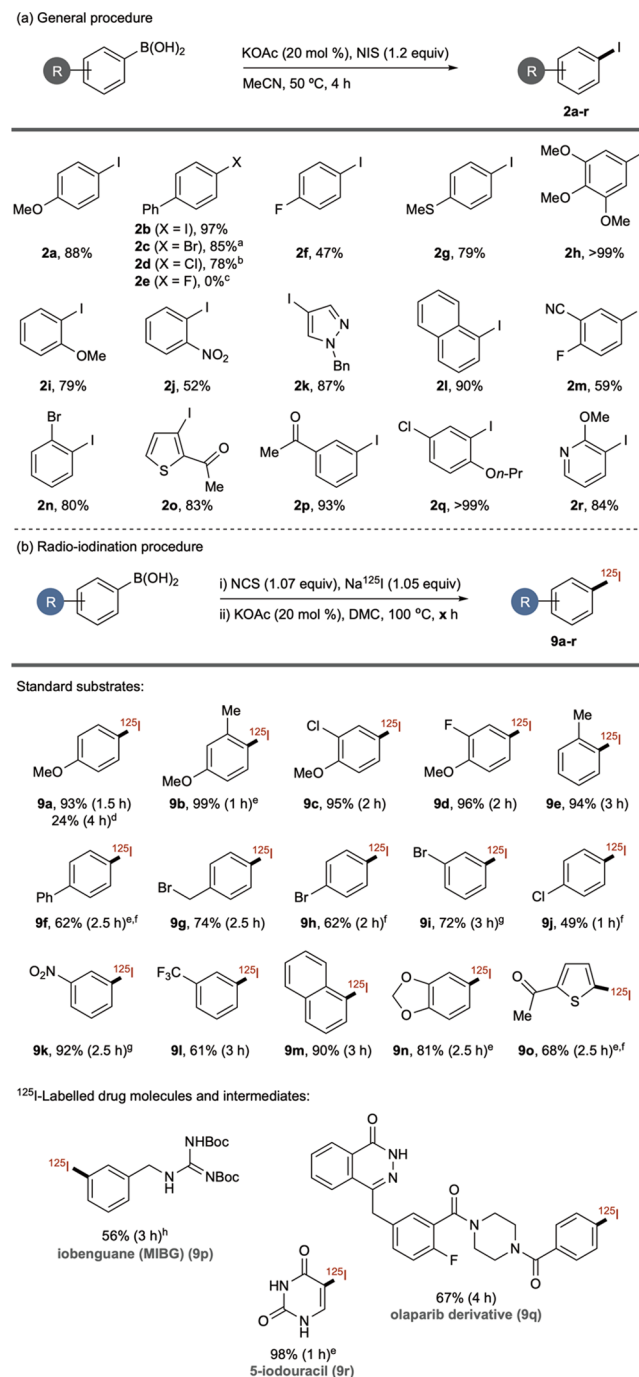 (a) General procedure
B(OH)2
R
KOAc (20 mol %), NIS (1.2 equiv)
MeCN, 50 ºC, 4 h
I
R
2a-r
I
MeO
2a, 88%
X
Ph
2b (X = I), 97%
2c (X = Br), 85%a
2d (X = Cl), 78%b
2e (X = F), 0%c
I
F
2f, 47%
I
MeS
2g, 79%
MeO
I
MeO
OMe
2h, >99%
I
OMe
2i, 79%
I
NO2
2j, 52%
I
N
N
Bn
2k, 87%
I
2l, 90%
NC
I
F
2m, 59%
Br
I
2n, 80%
I
O
S
Me
2o, 83%
O
Me
I
2p, 93%
Cl
I
On-Pr
2q, >99%
OMe
I
N
2r, 84%
(b) Radio-iodination procedure
B(OH)2
R
i) NCS (1.07 equiv), Na125I (1.05 equiv)
ii) KOAc (20 mol %), DMC, 100 ºC, x h
125I
R
9a-r
Standard substrates:
125I
MeO
9a, 93% (1.5 h)
24% (4 h)d
Me
125I
MeO
9b, 99% (1 h)e
Cl
125I
MeO
9c, 95% (2 h)
F
125I
MeO
9d, 96% (2 h)
Me
125I
9e, 94% (3 h)
125I
Ph
9f, 62% (2.5 h)e,f
125I
Br
9g, 74% (2.5 h)
125I
Br
9h, 62% (2 h)f
Br
125I
9i, 72% (3 h)g
125I
Cl
9j, 49% (1 h)f
NO2
125I
9k, 92% (2.5 h)g
F3C
125I
9l, 61% (3 h)
125I
9m, 90% (3 h)
O
O
125I
9n, 81% (2.5 h)e
O
Me
S
125I
9o, 68% (2.5 h)e,f
125I-Labelled drug molecules and intermediates:
125I
NHBoc
N
H
NBoc
56% (3 h)h
iobenguane (MIBG) (9p)
O
125I
HN
O
N
H
98% (1 h)e
5-iodouracil (9r)
O
NH
N
O
F
N
N
O
125I
67% (4 h)
olaparib derivative (9q)